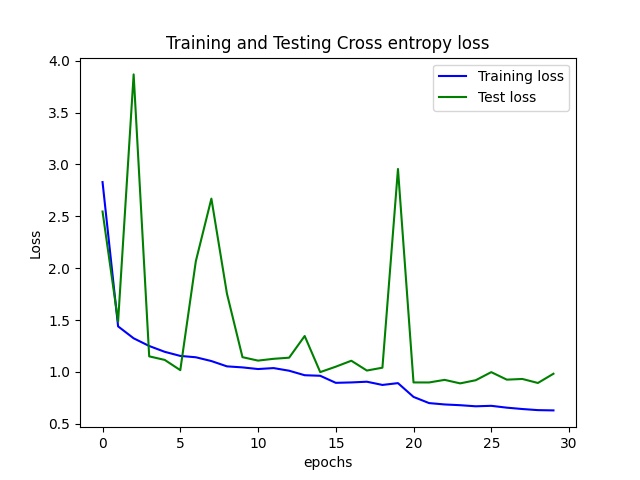 Training and Testing Cross entropy loss
Training loss
Test loss
4.0
3.5
3.0
2.5
2.0
1.5
1.0
0.5
Loss
0 5 10 15 20 25 30
epochs